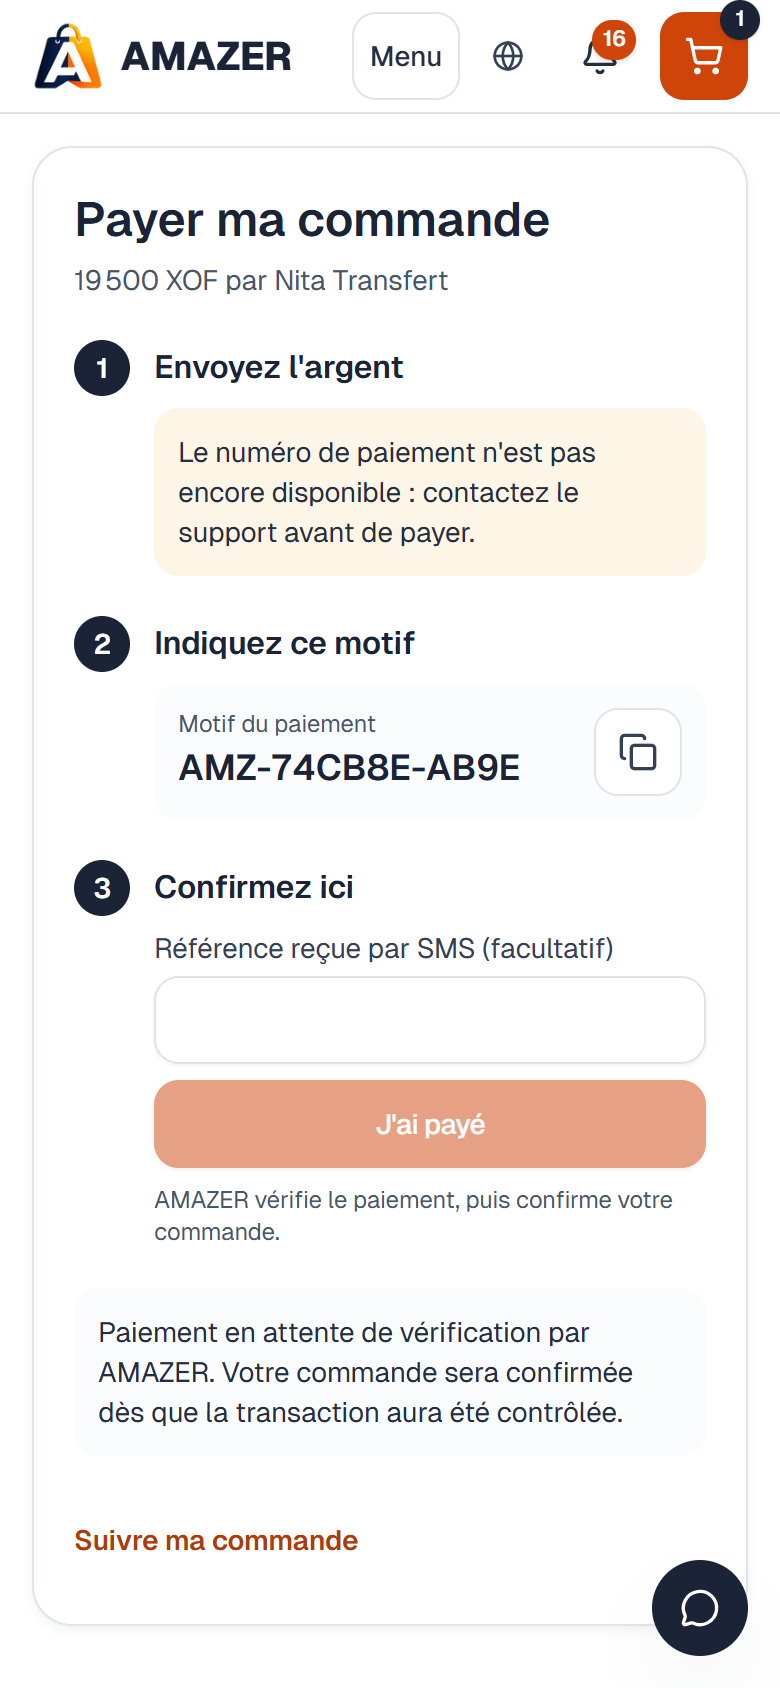 AMAZER
Menu
16
1
Payer ma commande
19 500 XOF par Nita Transfert
1
Envoyez l'argent
Le numéro de paiement n'est pas
encore disponible : contactez le
support avant de payer.
2
Indiquez ce motif
Motif du paiement
AMZ-74CB8E-AB9E
3
Confirmez ici
Référence reçue par SMS (facultatif)
J'ai payé
AMAZER vérifie le paiement, puis confirme votre
commande.
Paiement en attente de vérification par
AMAZER. Votre commande sera confirmée
dès que la transaction aura été contrôlée.
Suivre ma commande